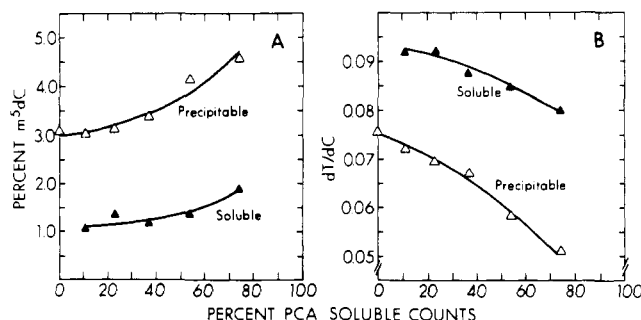 A
PERCENT m⁵dC
5.0
4.0
3.0
2.0
1.0
Precipitable
Soluble
0 20 40 60 80 100
B
dT/dC
0.09
0.08
0.07
0.06
0.05
Soluble
Precipitable
0 20 40 60 80 100
PERCENT PCA SOLUBLE COUNTS